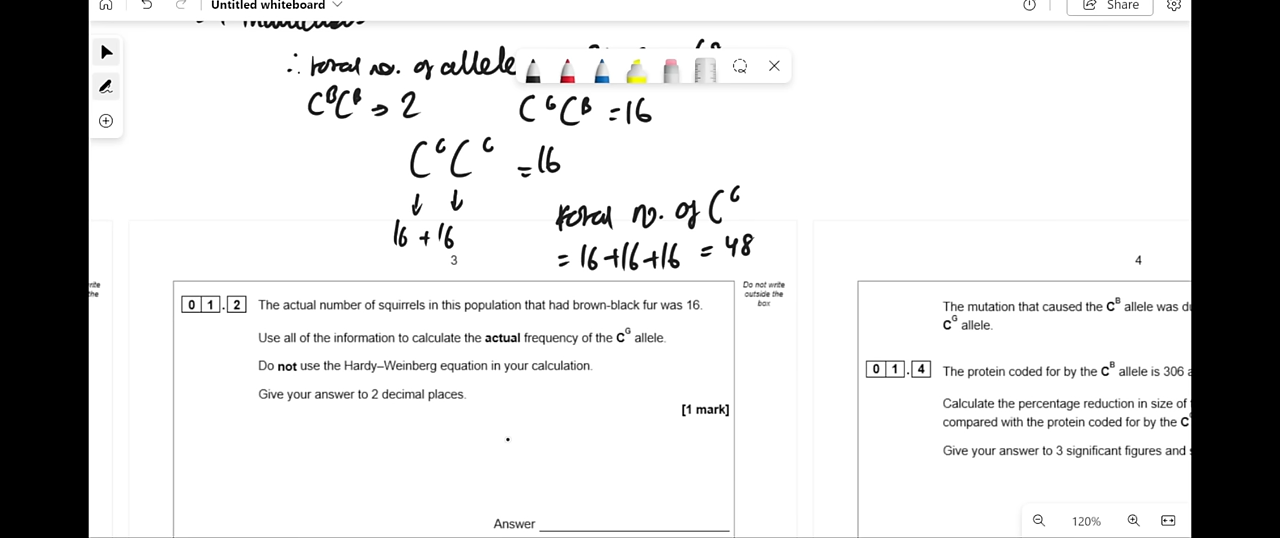 Untitled whiteboard
Share
∴ total no. of allele
C^B C^B → 2
C^G C^B = 16
C^G C^G = 16
↓ ↓
16 + 16
total no. of C^G
= 16+16+16 = 48
3
0 1 . 2 The actual number of squirrels in this population that had brown-black fur was 16.
Use all of the information to calculate the actual frequency of the C^G allele.
Do not use the Hardy–Weinberg equation in your calculation.
Give your answer to 2 decimal places.
[1 mark]
Answer
Do not write
outside the
box
4
The mutation that caused the C^B allele was d
C^G allele.
0 1 . 4 The protein coded for by the C^B allele is 306 a
Calculate the percentage reduction in size of
compared with the protein coded for by the C
Give your answer to 3 significant figures and
120%